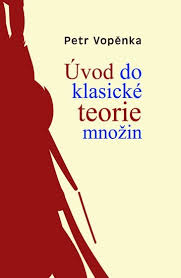 Petr Vopěnka
Úvod do
klasické
teorie
množin